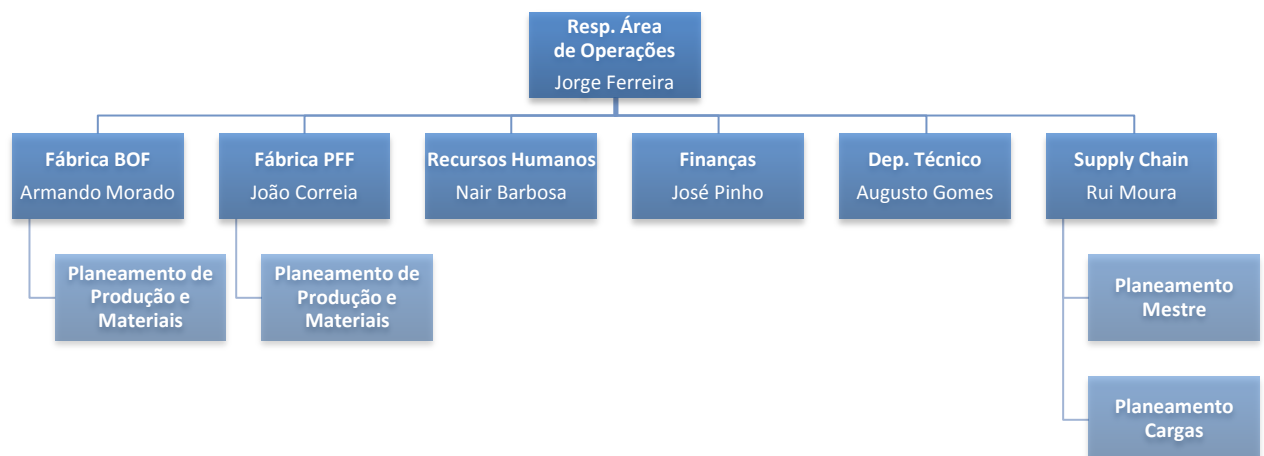 Resp. Área
de Operações
Jorge Ferreira
Fábrica BOF
Armando Morado
Fábrica PFF
João Correia
Recursos Humanos
Nair Barbosa
Finanças
José Pinho
Dep. Técnico
Augusto Gomes
Supply Chain
Rui Moura
Planeamento de
Produção e
Materiais
Planeamento de
Produção e
Materiais
Planeamento
Mestre
Planeamento
Cargas